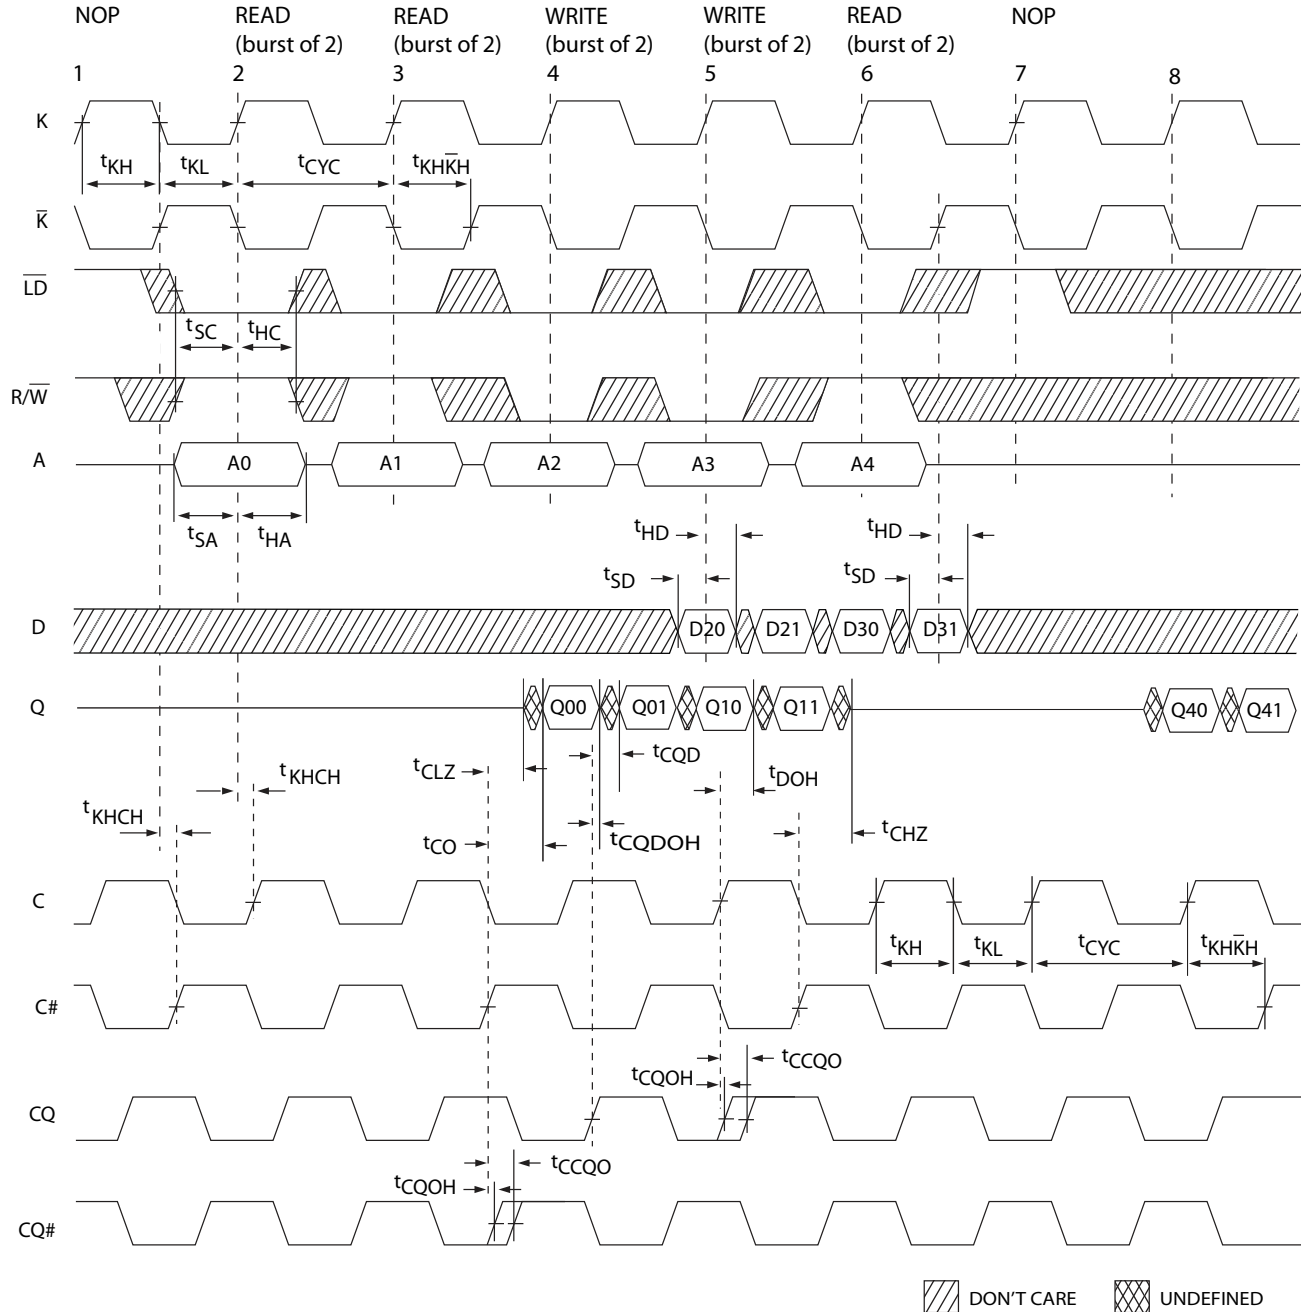 NOP READ READ WRITE WRITE READ NOP
(burst of 2) (burst of 2) (burst of 2) (burst of 2) (burst of 2)
1 2 3 4 5 6 7 8
K
tKH tKL tCYC tKHK̅H
K̅
L̅D̅
tSC tHC
R/W̅
A A0 A1 A2 A3 A4
tSA tHA tHD tHD
tSD tSD
D D20 D21 D30 D31
Q Q00 Q01 Q10 Q11 Q40 Q41
tCLZ tKHCH tCQD tDOH
tKHCH tCO tCQDOH tCHZ
C
tKH tKL tCYC tKHK̅H
C#
tCQOH tCCQO
CQ
tCQOH tCCQO
CQ#
DON'T CARE UNDEFINED